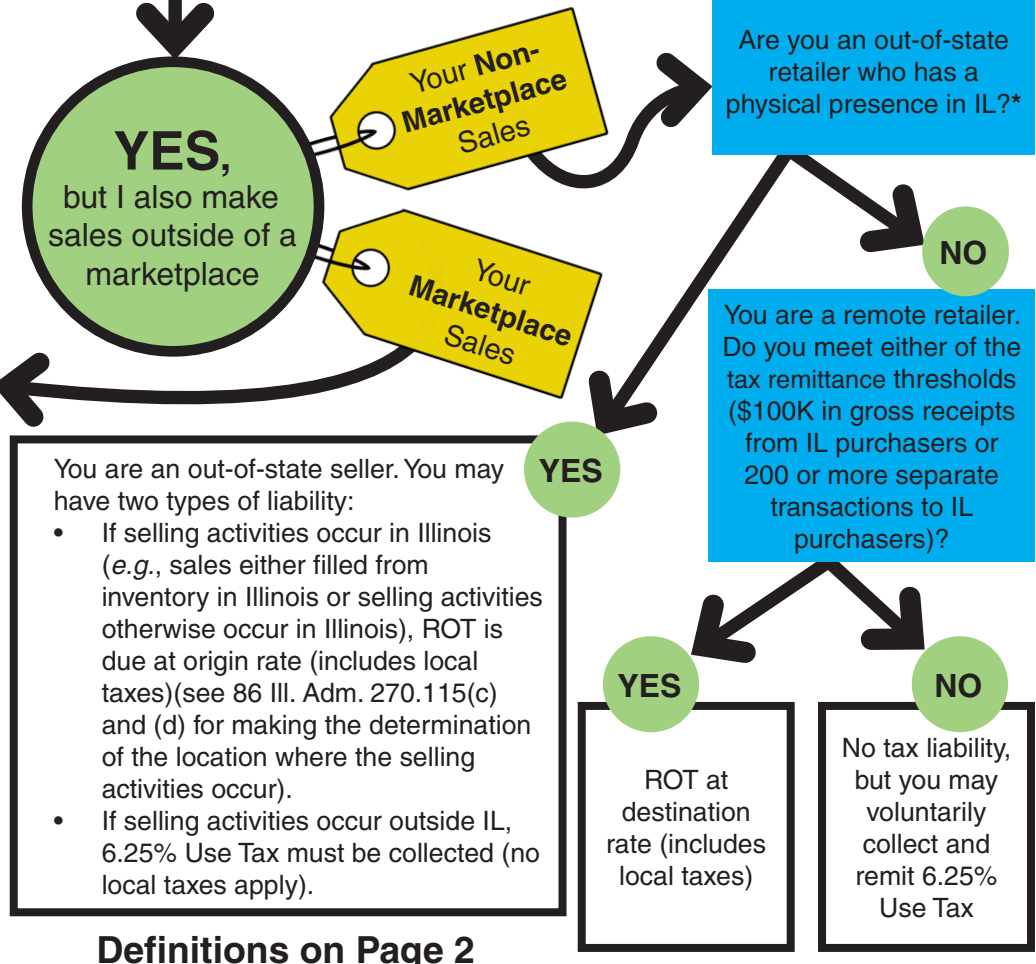 YES,
but I also make
sales outside of a
marketplace
Your Non-
Marketplace
Sales
Your
Marketplace
Sales
Are you an out-of-state
retailer who has a
physical presence in IL?*
NO
You are a remote retailer.
Do you meet either of the
tax remittance thresholds
($100K in gross receipts
from IL purchasers or
200 or more separate
transactions to IL
purchasers)?
YES
You are an out-of-state seller. You may
have two types of liability:
• If selling activities occur in Illinois
(e.g., sales either filled from
inventory in Illinois or selling activities
otherwise occur in Illinois), ROT is
due at origin rate (includes local
taxes)(see 86 Ill. Adm. 270.115(c)
and (d) for making the determination
of the location where the selling
activities occur).
• If selling activities occur outside IL,
6.25% Use Tax must be collected (no
local taxes apply).
YES
ROT at
destination
rate (includes
local taxes)
NO
No tax liability,
but you may
voluntarily
collect and
remit 6.25%
Use Tax
Definitions on Page 2